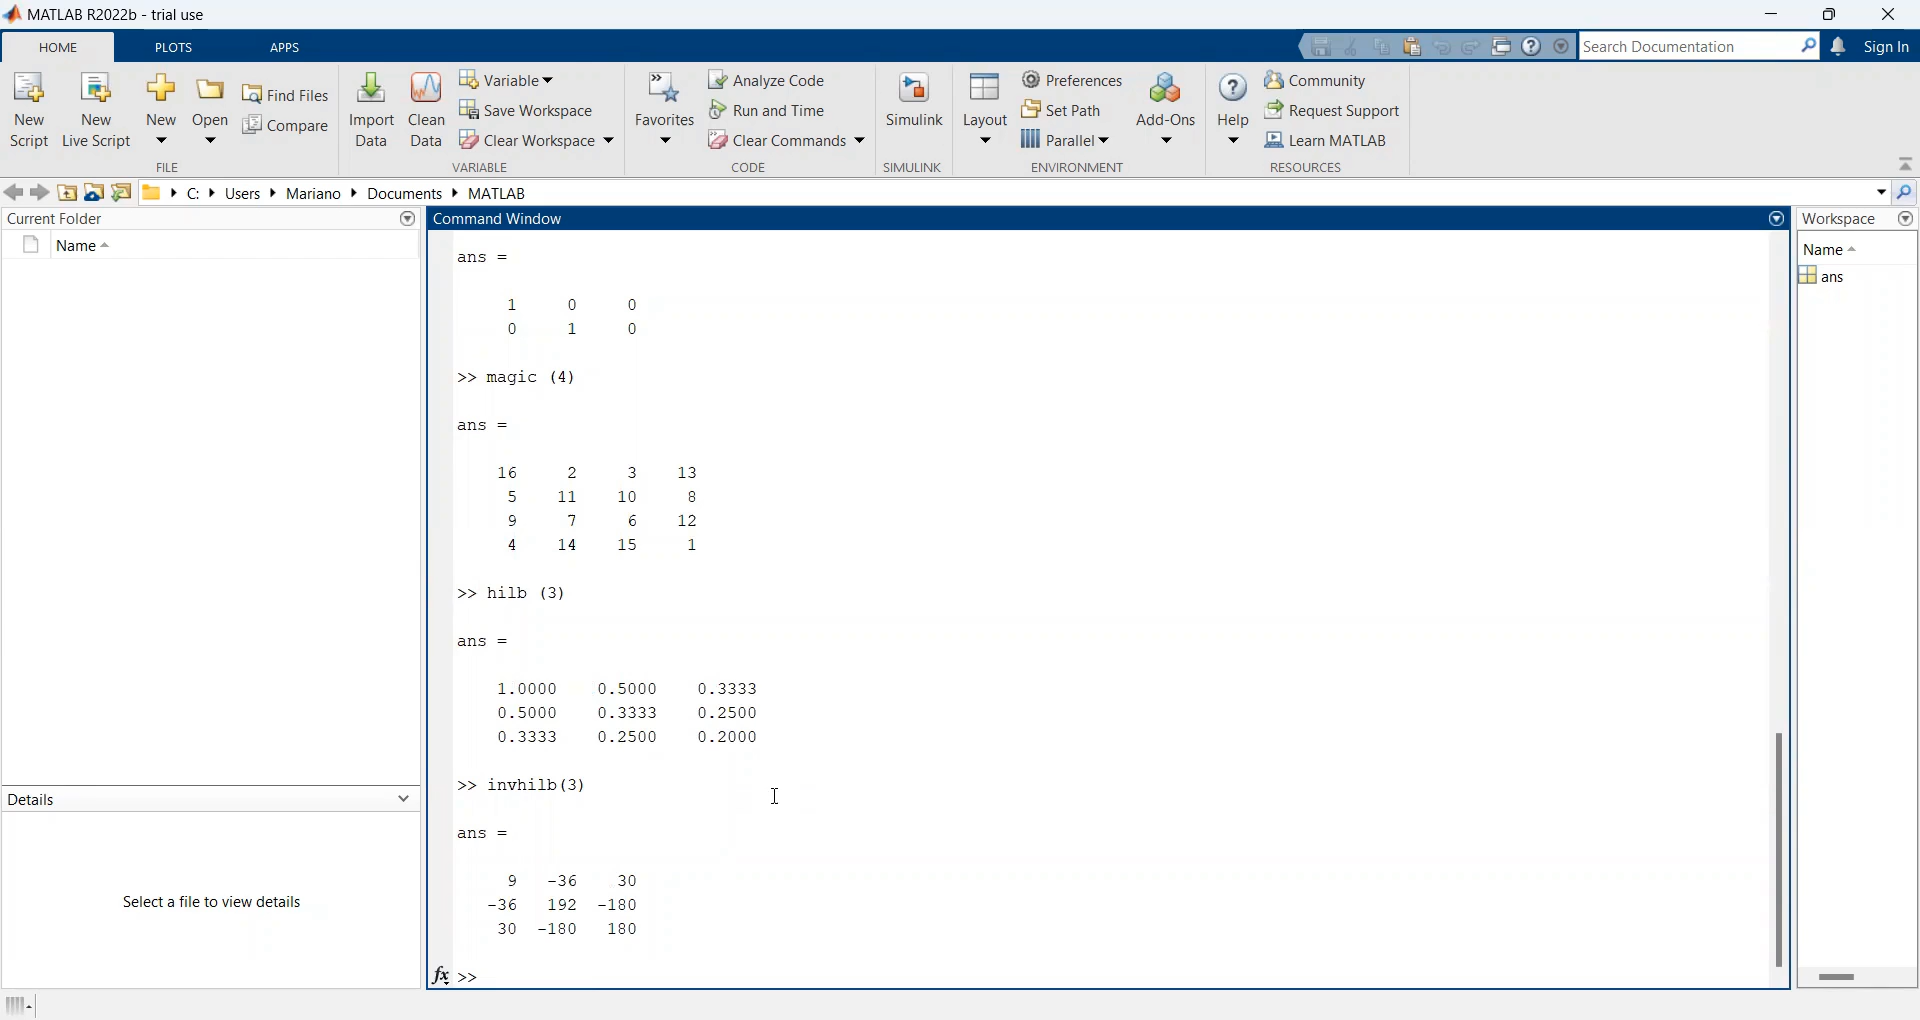 MATLAB R2022b - trial use
HOME PLOTS APPS
Search Documentation Sign In
New Script
New Live Script
New
Open
Find Files
Compare
FILE
Import Data
Clean Data
Variable
Save Workspace
Clear Workspace
VARIABLE
Favorites
Analyze Code
Run and Time
Clear Commands
CODE
Simulink
SIMULINK
Layout
Preferences
Set Path
Parallel
Add-Ons
ENVIRONMENT
Help
Community
Request Support
Learn MATLAB
RESOURCES
C: Users Mariano Documents MATLAB
Current Folder
Name
Details
Select a file to view details
Command Window
ans =
1 0 0
0 1 0
>> magic (4)
ans =
16 2 3 13
5 11 10 8
9 7 6 12
4 14 15 1
>> hilb (3)
ans =
1.0000 0.5000 0.3333
0.5000 0.3333 0.2500
0.3333 0.2500 0.2000
>> invhilb(3)
ans =
9 -36 30
-36 192 -180
30 -180 180
fx >>
Workspace
Name
ans